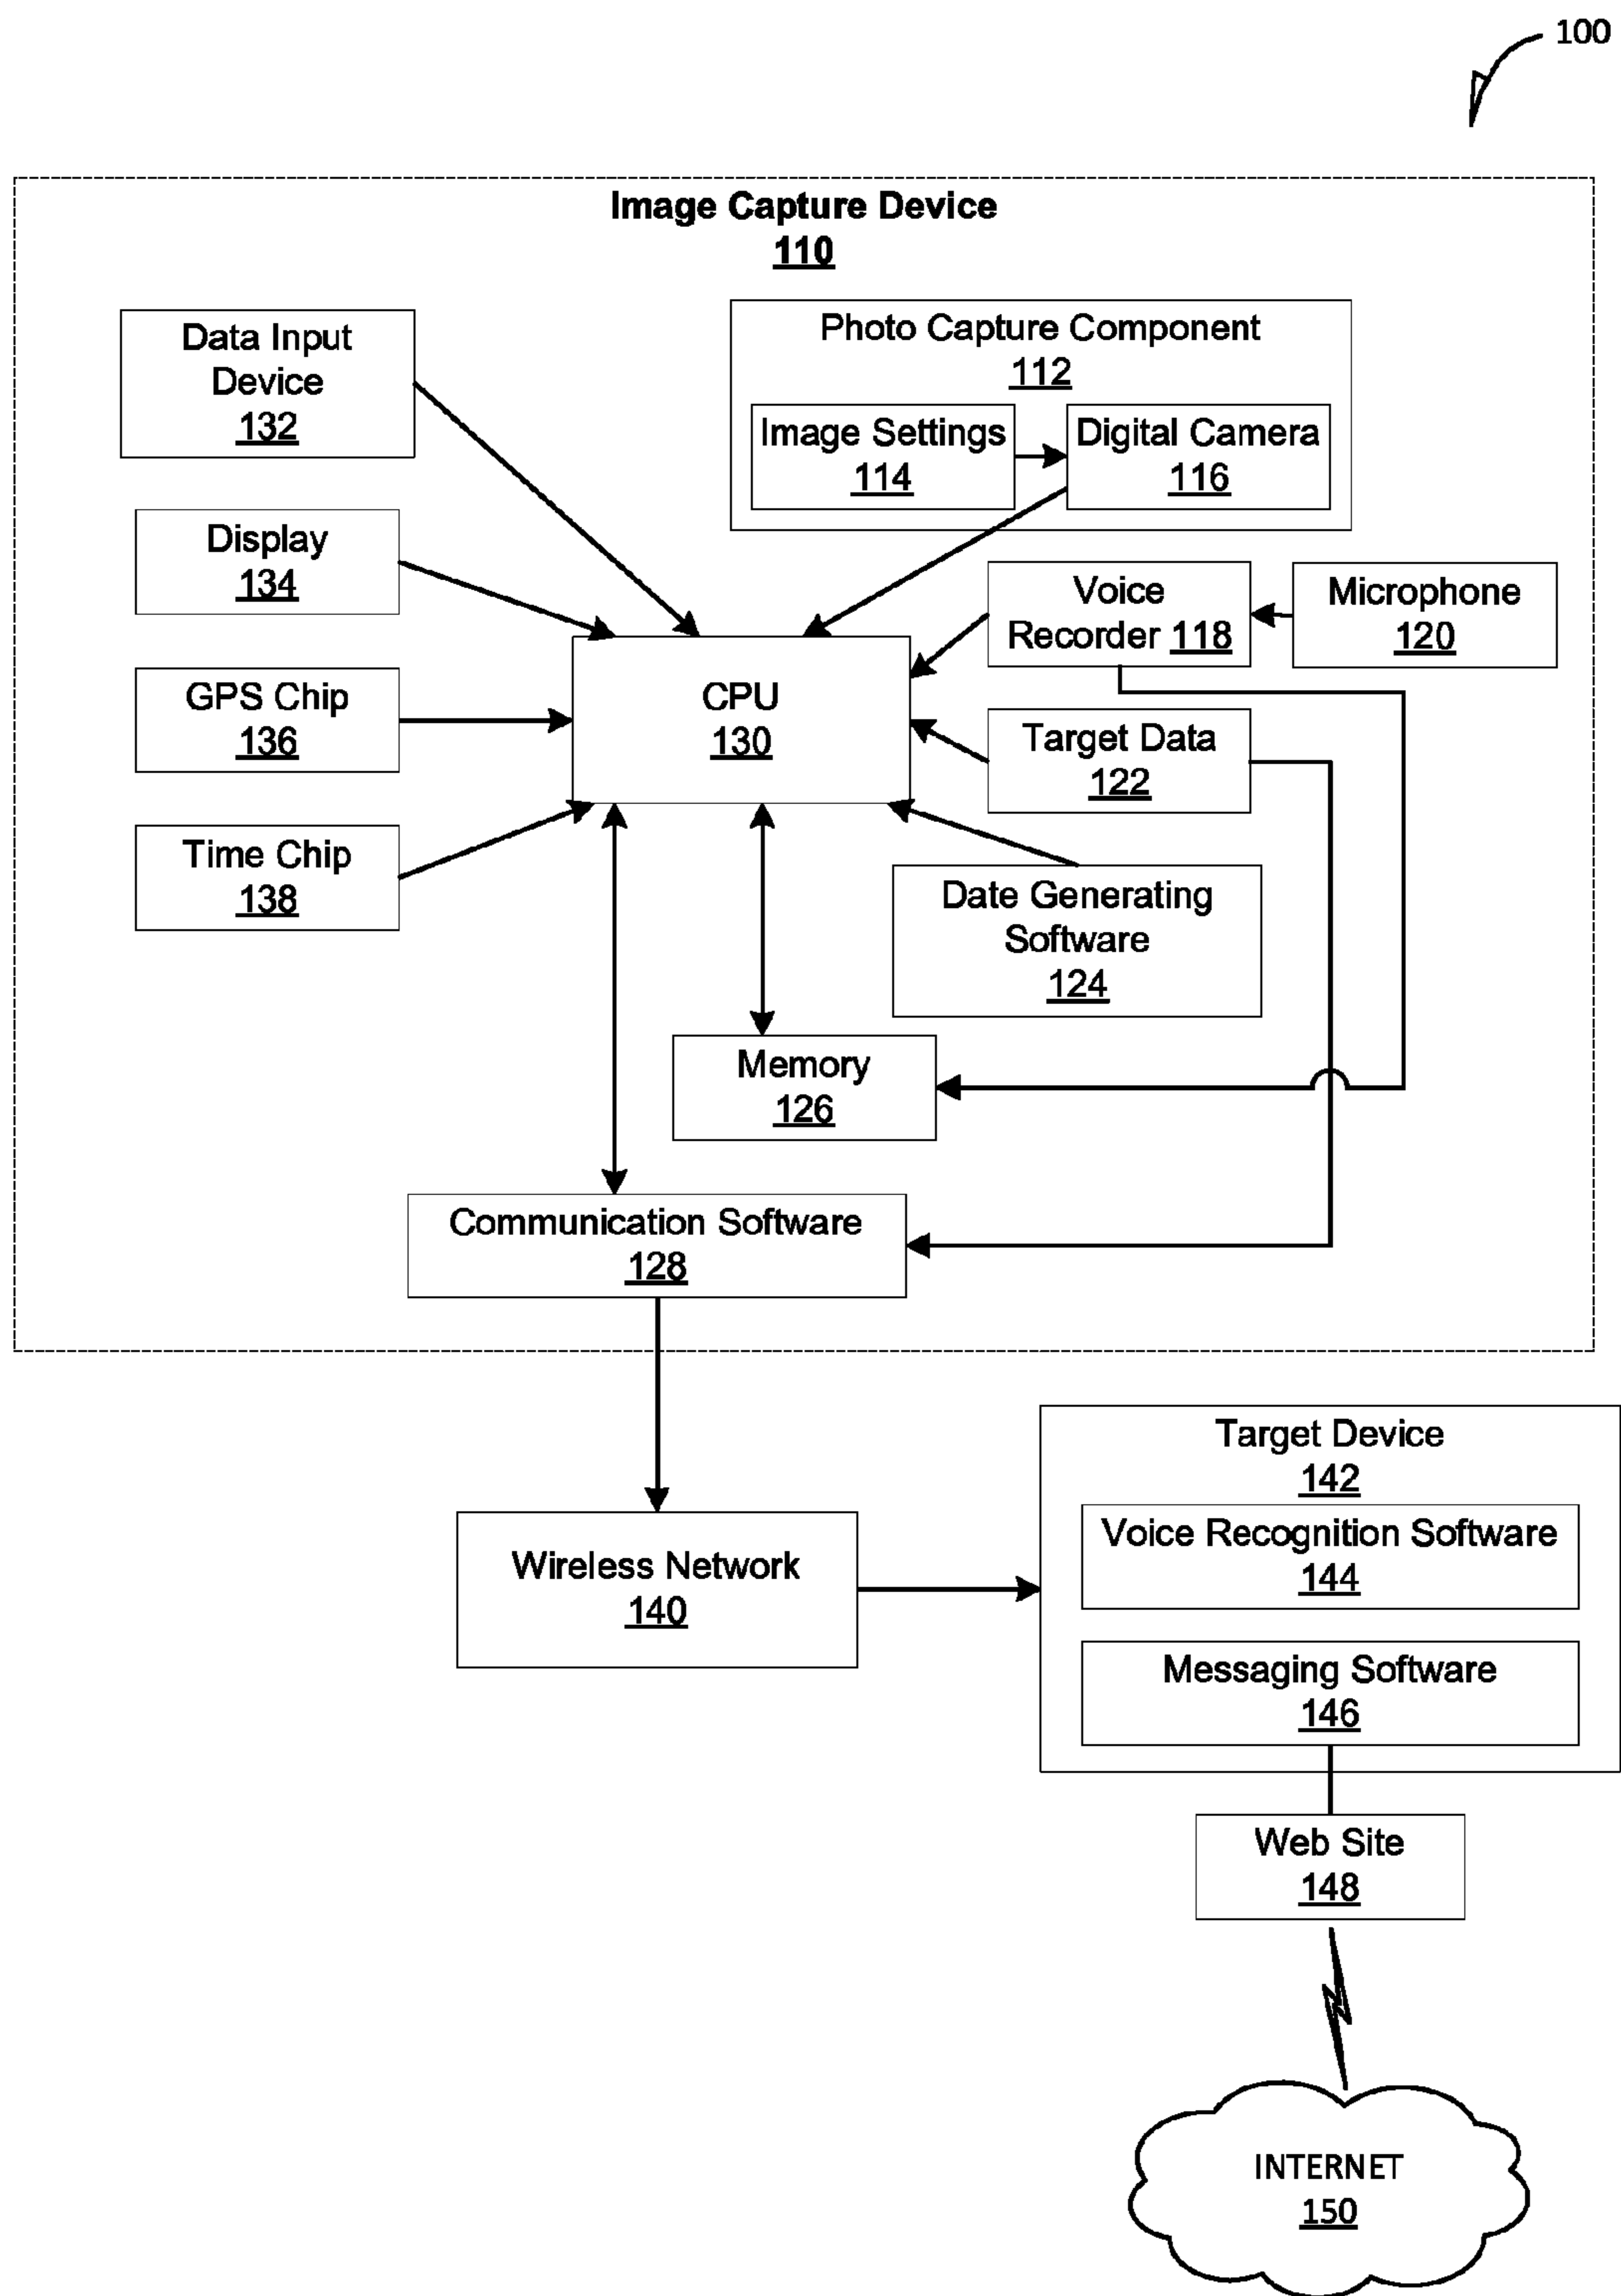 100
Image Capture Device
110
Data Input
Device
132
Photo Capture Component
112
Image Settings
114
Digital Camera
116
Display
134
Voice
Recorder 118
Microphone
120
GPS Chip
136
CPU
130
Target Data
122
Time Chip
138
Date Generating
Software
124
Memory
126
Communication Software
128
Target Device
142
Voice Recognition Software
144
Wireless Network
140
Messaging Software
146
Web Site
148
INTERNET
150